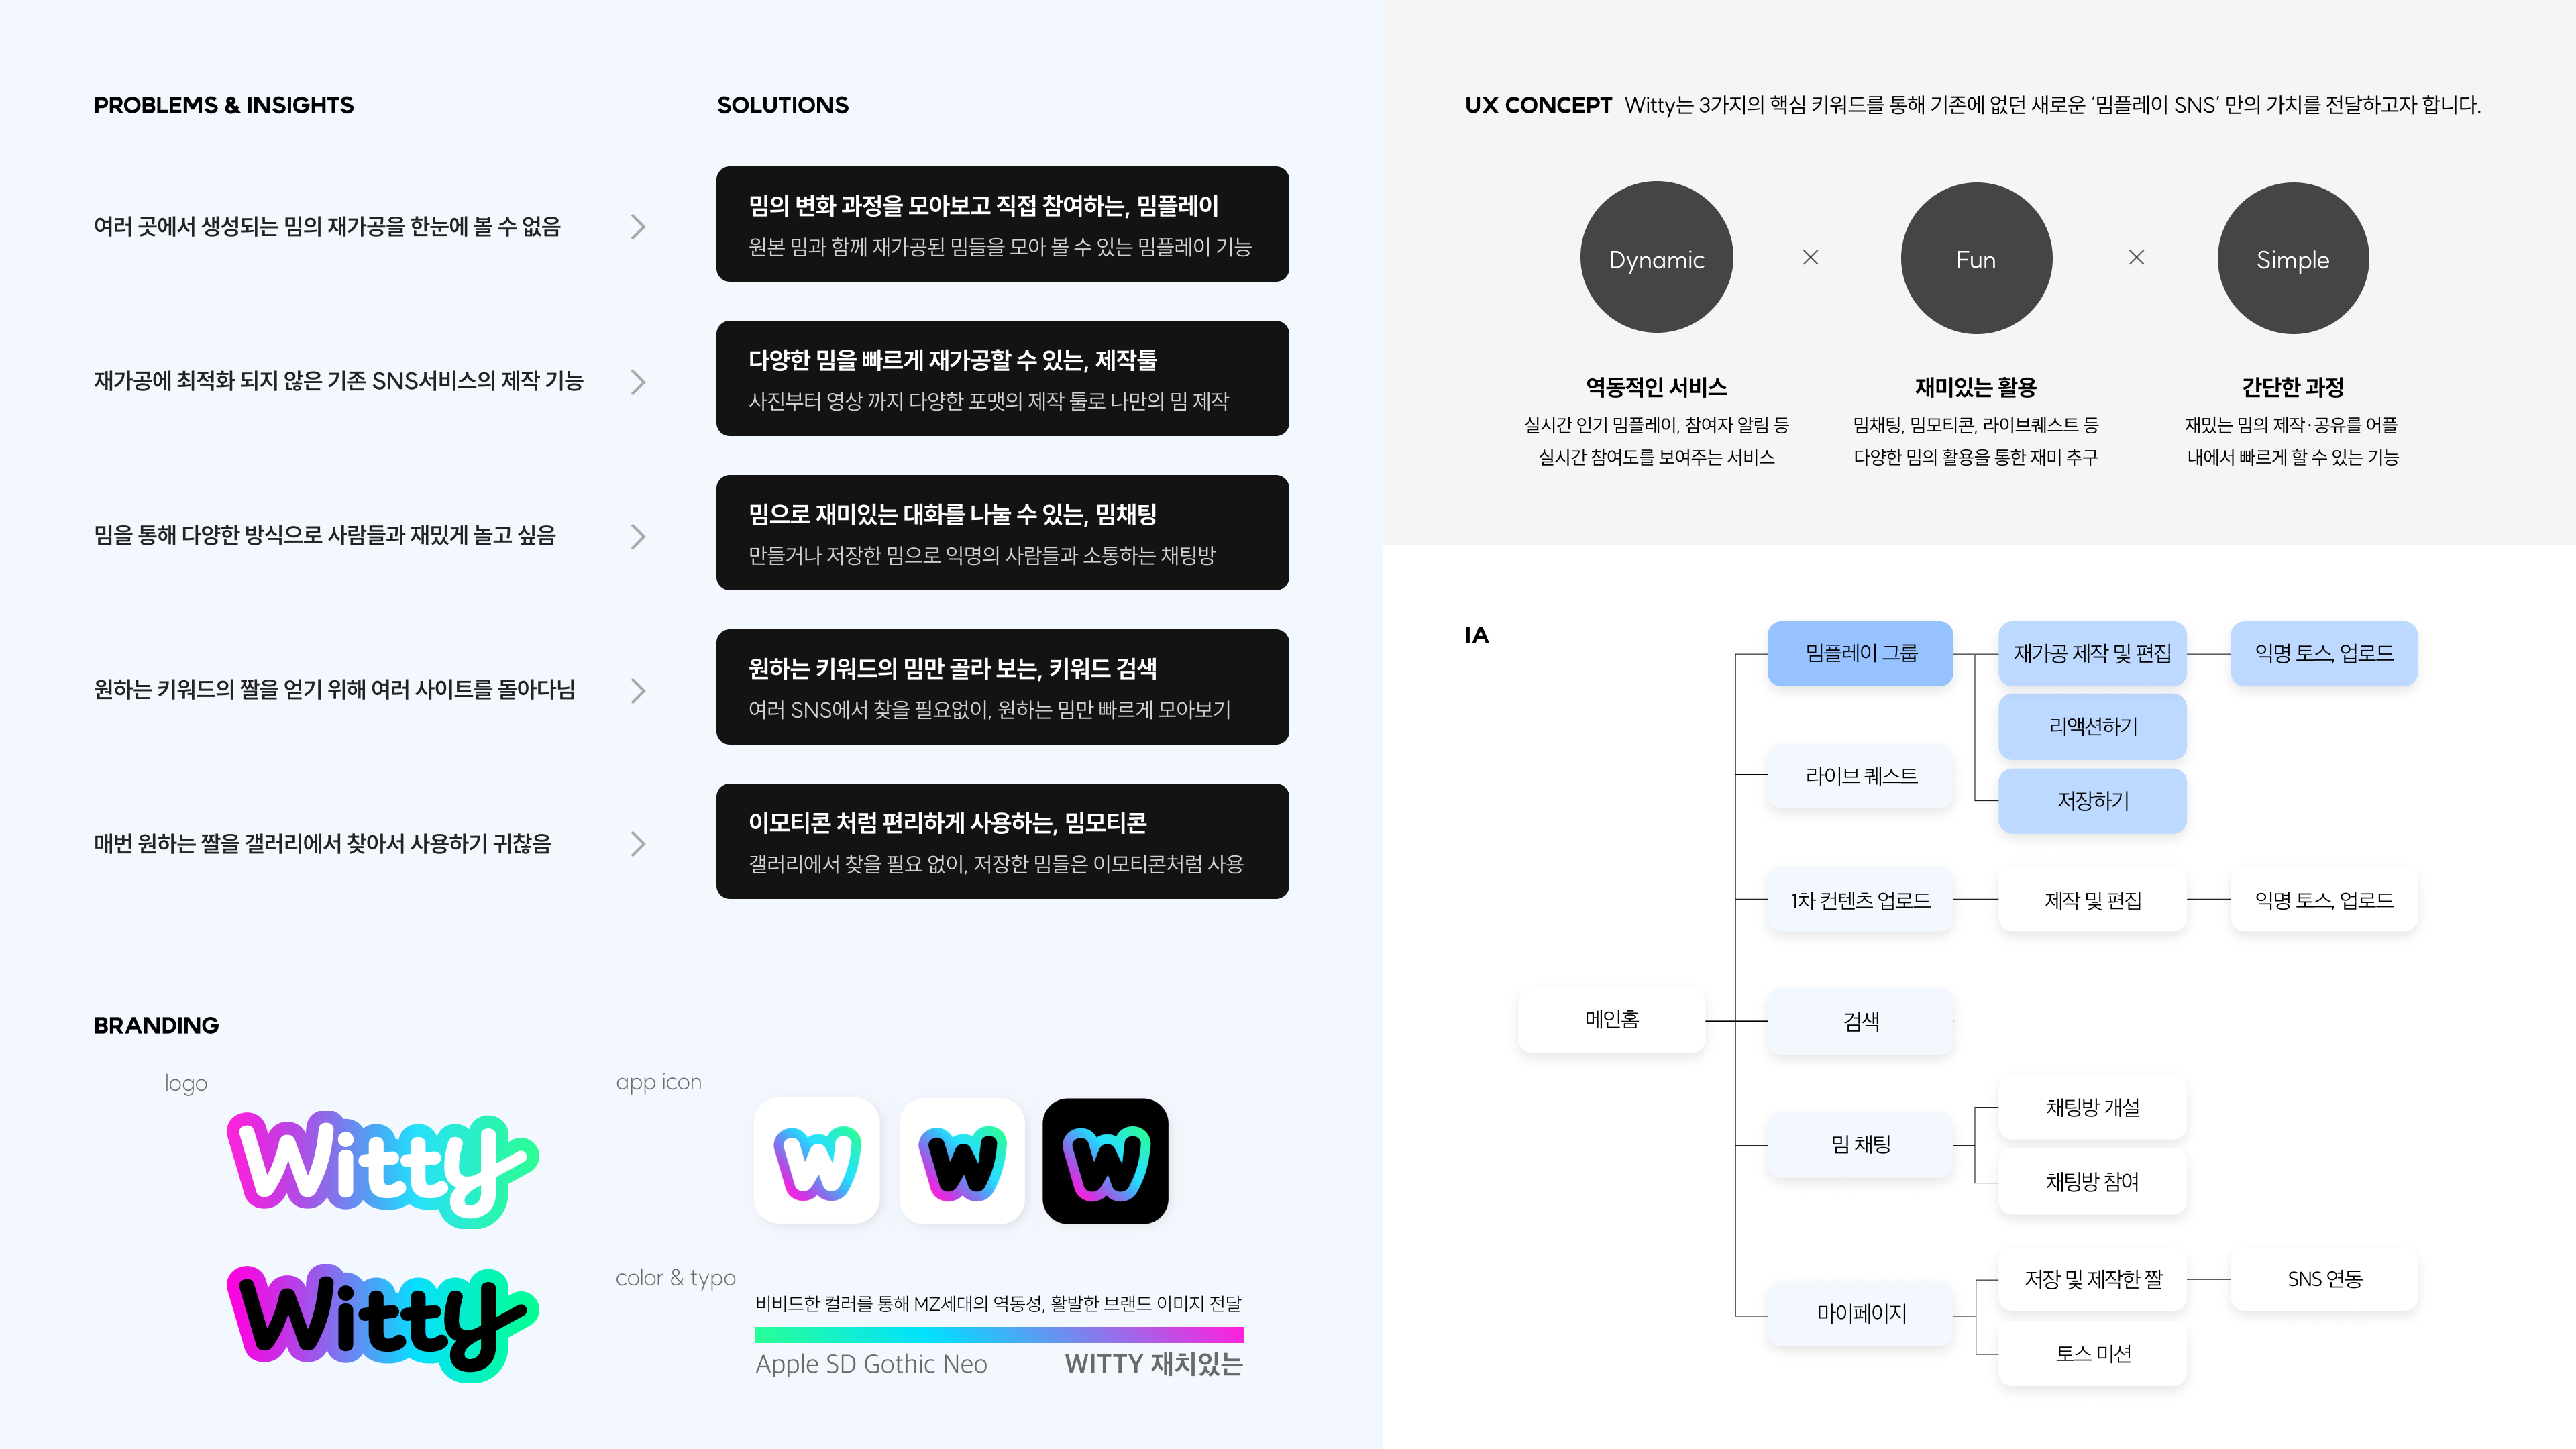 PROBLEMS & INSIGHTS
여러 곳에서 생성되는 밈의 재가공을 한눈에 볼 수 없음
재가공에 최적화 되지 않은 기존 SNS서비스의 제작 기능
밈을 통해 다양한 방식으로 사람들과 재밌게 놀고 싶음
원하는 키워드의 짤을 얻기 위해 여러 사이트를 돌아다님
매번 원하는 짤을 갤러리에서 찾아서 사용하기 귀찮음
SOLUTIONS
밈의 변화 과정을 모아보고 직접 참여하는, 밈플레이
원본 밈과 함께 재가공된 밈들을 모아 볼 수 있는 밈플레이 기능
다양한 밈을 빠르게 재가공할 수 있는, 제작툴
사진부터 영상 까지 다양한 포맷의 제작 툴로 나만의 밈 제작
밈으로 재미있는 대화를 나눌 수 있는, 밈채팅
만들거나 저장한 밈으로 익명의 사람들과 소통하는 채팅방
원하는 키워드의 밈만 골라 보는, 키워드 검색
여러 SNS에서 찾을 필요없이, 원하는 밈만 빠르게 모아보기
이모티콘 처럼 편리하게 사용하는, 밈모티콘
갤러리에서 찾을 필요 없이, 저장한 밈들은 이모티콘처럼 사용
BRANDING
logo
Witty
Witty
app icon
W
W
W
color & typo
비비드한 컬러를 통해 MZ세대의 역동성, 활발한 브랜드 이미지 전달
Apple SD Gothic Neo
WITTY 재치있는
UX CONCEPT Witty는 3가지의 핵심 키워드를 통해 기존에 없던 새로운 ‘밈플레이 SNS’ 만의 가치를 전달하고자 합니다.
Dynamic
×
Fun
×
Simple
역동적인 서비스
실시간 인기 밈플레이, 참여자 알림 등
실시간 참여도를 보여주는 서비스
재미있는 활용
밈채팅, 밈모티콘, 라이브퀘스트 등
다양한 밈의 활용을 통한 재미 추구
간단한 과정
재밌는 밈의 제작·공유를 어플
내에서 빠르게 할 수 있는 기능
IA
메인홈
밈플레이 그룹
재가공 제작 및 편집
익명 토스, 업로드
리액션하기
저장하기
라이브 퀘스트
1차 컨텐츠 업로드
제작 및 편집
익명 토스, 업로드
검색
밈 채팅
채팅방 개설
채팅방 참여
마이페이지
저장 및 제작한 짤
SNS 연동
토스 미션